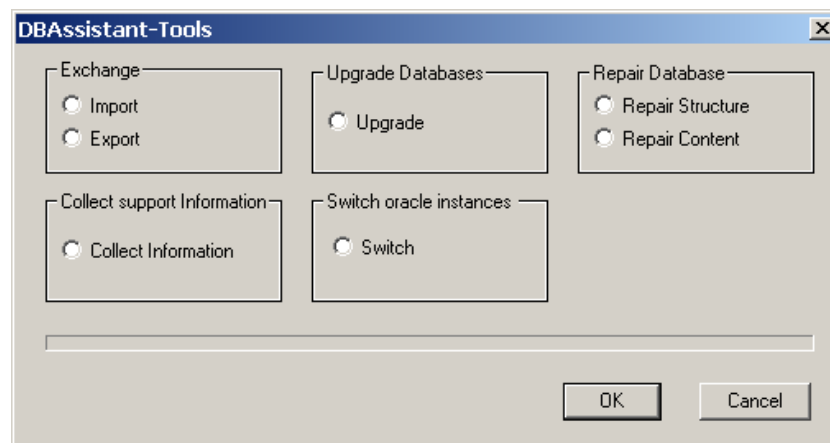 DBAssistant-Tools
Exchange
Import
Export
Upgrade Databases
Upgrade
Repair Database
Repair Structure
Repair Content
Collect support Information
Collect Information
Switch oracle instances
Switch
OK
Cancel